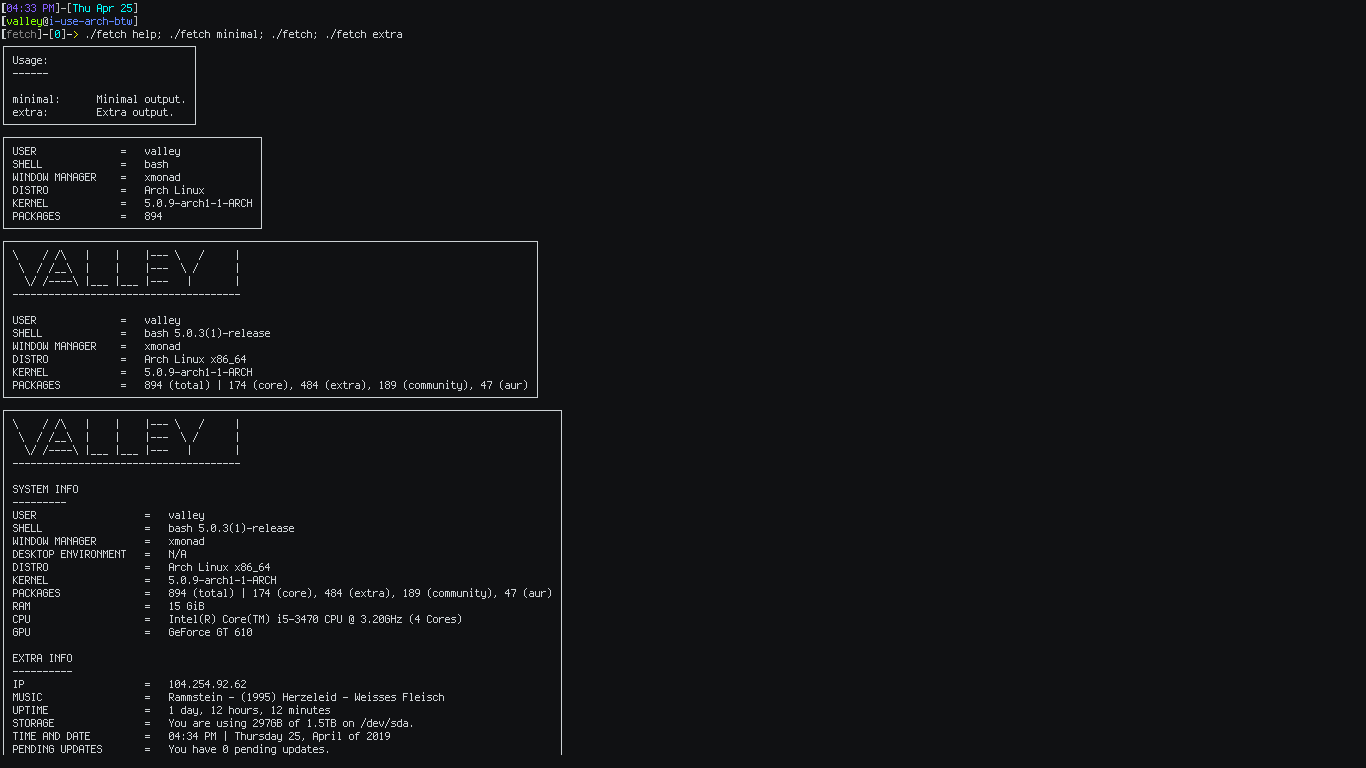 [04:33 PM]-[Thu Apr 25]
[valley@i-use-arch-btw]
[fetch]-[0]-> ./fetch help; ./fetch minimal; ./fetch; ./fetch extra
Usage:
------
minimal:      Minimal output.
extra:        Extra output.
USER              =   valley
SHELL             =   bash
WINDOW MANAGER    =   xmonad
DISTRO            =   Arch Linux
KERNEL            =   5.0.9-arch1-1-ARCH
PACKAGES          =   894
\    / /\   |    |    |--- \   /     |
 \  / /__\  |    |    |---  \ /      |
  \/ /----\ |___ |___ |---   |       |
--------------------------------------
USER              =   valley
SHELL             =   bash 5.0.3(1)-release
WINDOW MANAGER    =   xmonad
DISTRO            =   Arch Linux x86_64
KERNEL            =   5.0.9-arch1-1-ARCH
PACKAGES          =   894 (total) | 174 (core), 484 (extra), 189 (community), 47 (aur)
\    / /\   |    |    |--- \   /     |
 \  / /__\  |    |    |---  \ /      |
  \/ /----\ |___ |___ |---   |       |
--------------------------------------
SYSTEM INFO
---------
USER                  =   valley
SHELL                 =   bash 5.0.3(1)-release
WINDOW MANAGER        =   xmonad
DESKTOP ENVIRONMENT   =   N/A
DISTRO                =   Arch Linux x86_64
KERNEL                =   5.0.9-arch1-1-ARCH
PACKAGES              =   894 (total) | 174 (core), 484 (extra), 189 (community), 47 (aur)
RAM                   =   15 GiB
CPU                   =   Intel(R) Core(TM) i5-3470 CPU @ 3.20GHz (4 Cores)
GPU                   =   GeForce GT 610
EXTRA INFO
----------
IP                    =   104.254.92.62
MUSIC                 =   Rammstein - (1995) Herzeleid - Weisses Fleisch
UPTIME                =   1 day, 12 hours, 12 minutes
STORAGE               =   You are using 297GB of 1.5TB on /dev/sda.
TIME AND DATE         =   04:34 PM | Thursday 25, April of 2019
PENDING UPDATES       =   You have 0 pending updates.